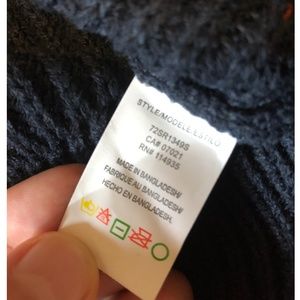 STYLE/MODELE/ESTILO
72SR1349S
CA# 07021
RN# 114935
MADE IN BANGLADESH/
FABRIQUE AU BANGLADESH/
HECHO EN BANGLADESH.